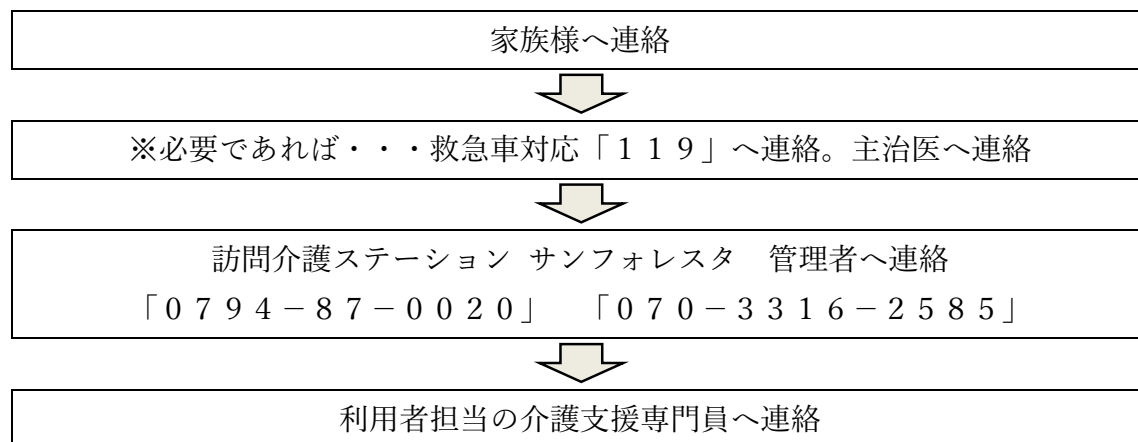 家族様へ連絡
※必要であれば・・・救急車対応「１１９」へ連絡。主治医へ連絡
訪問介護ステーション サンフォレスタ　管理者へ連絡
「０７９４－８７－００２０」　「０７０－３３１６－２５８５」
利用者担当の介護支援専門員へ連絡